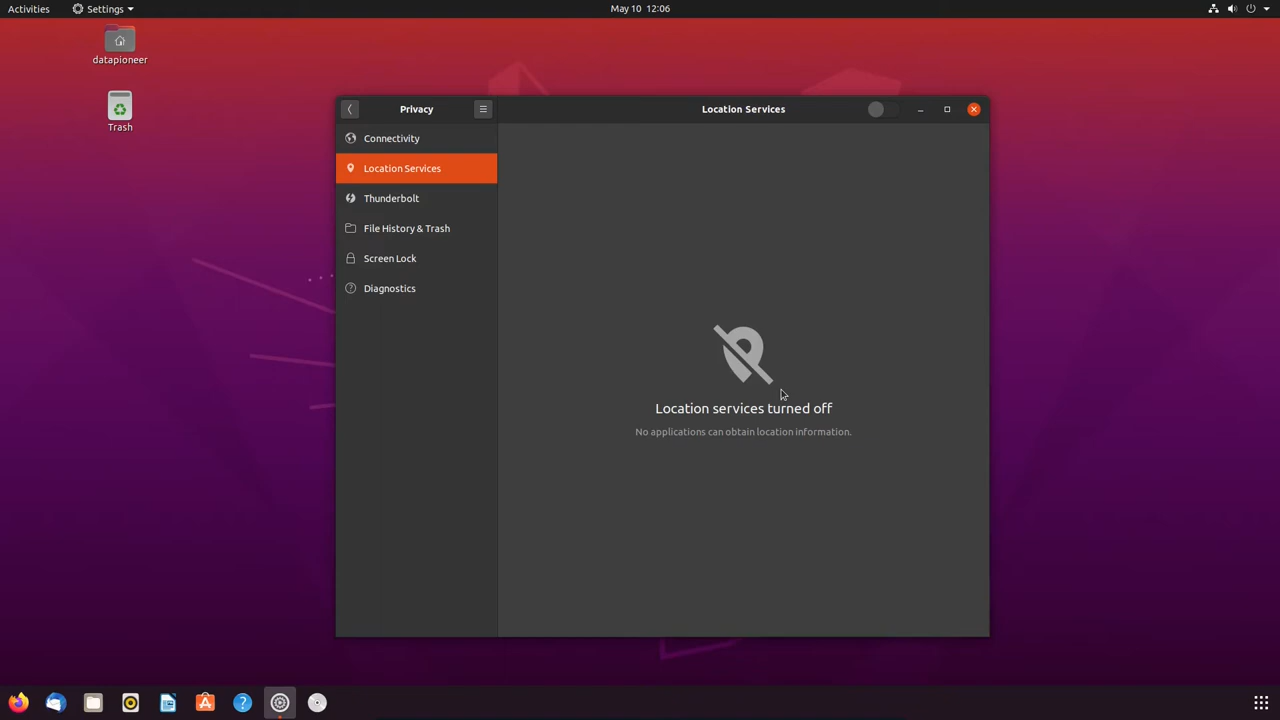 Activities
Settings
May 10 12:06
datapioneer
Trash
Privacy
Location Services
Connectivity
Location Services
Thunderbolt
File History & Trash
Screen Lock
Diagnostics
Location services turned off
No applications can obtain location information.